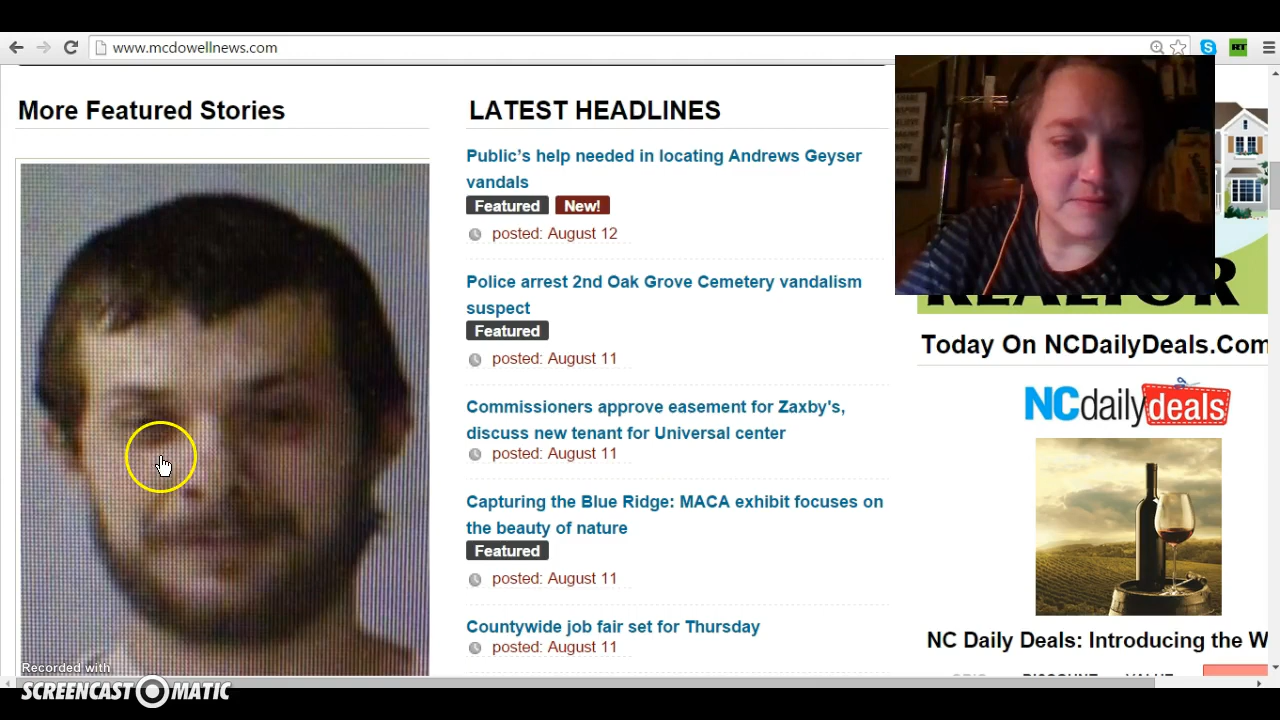 www.mcdowellnews.com
RT
More Featured Stories
LATEST HEADLINES
Public's help needed in locating Andrews Geyser
vandals
Featured New!
posted: August 12
Police arrest 2nd Oak Grove Cemetery vandalism
suspect
Featured
posted: August 11
Commissioners approve easement for Zaxby's,
discuss new tenant for Universal center
posted: August 11
Capturing the Blue Ridge: MACA exhibit focuses on
the beauty of nature
Featured
posted: August 11
Countywide job fair set for Thursday
posted: August 11
REALTOR
Today On NCDailyDeals.Com
NCdailydeals
NC Daily Deals: Introducing the W
Recorded with
SCREENCAST-O-MATIC